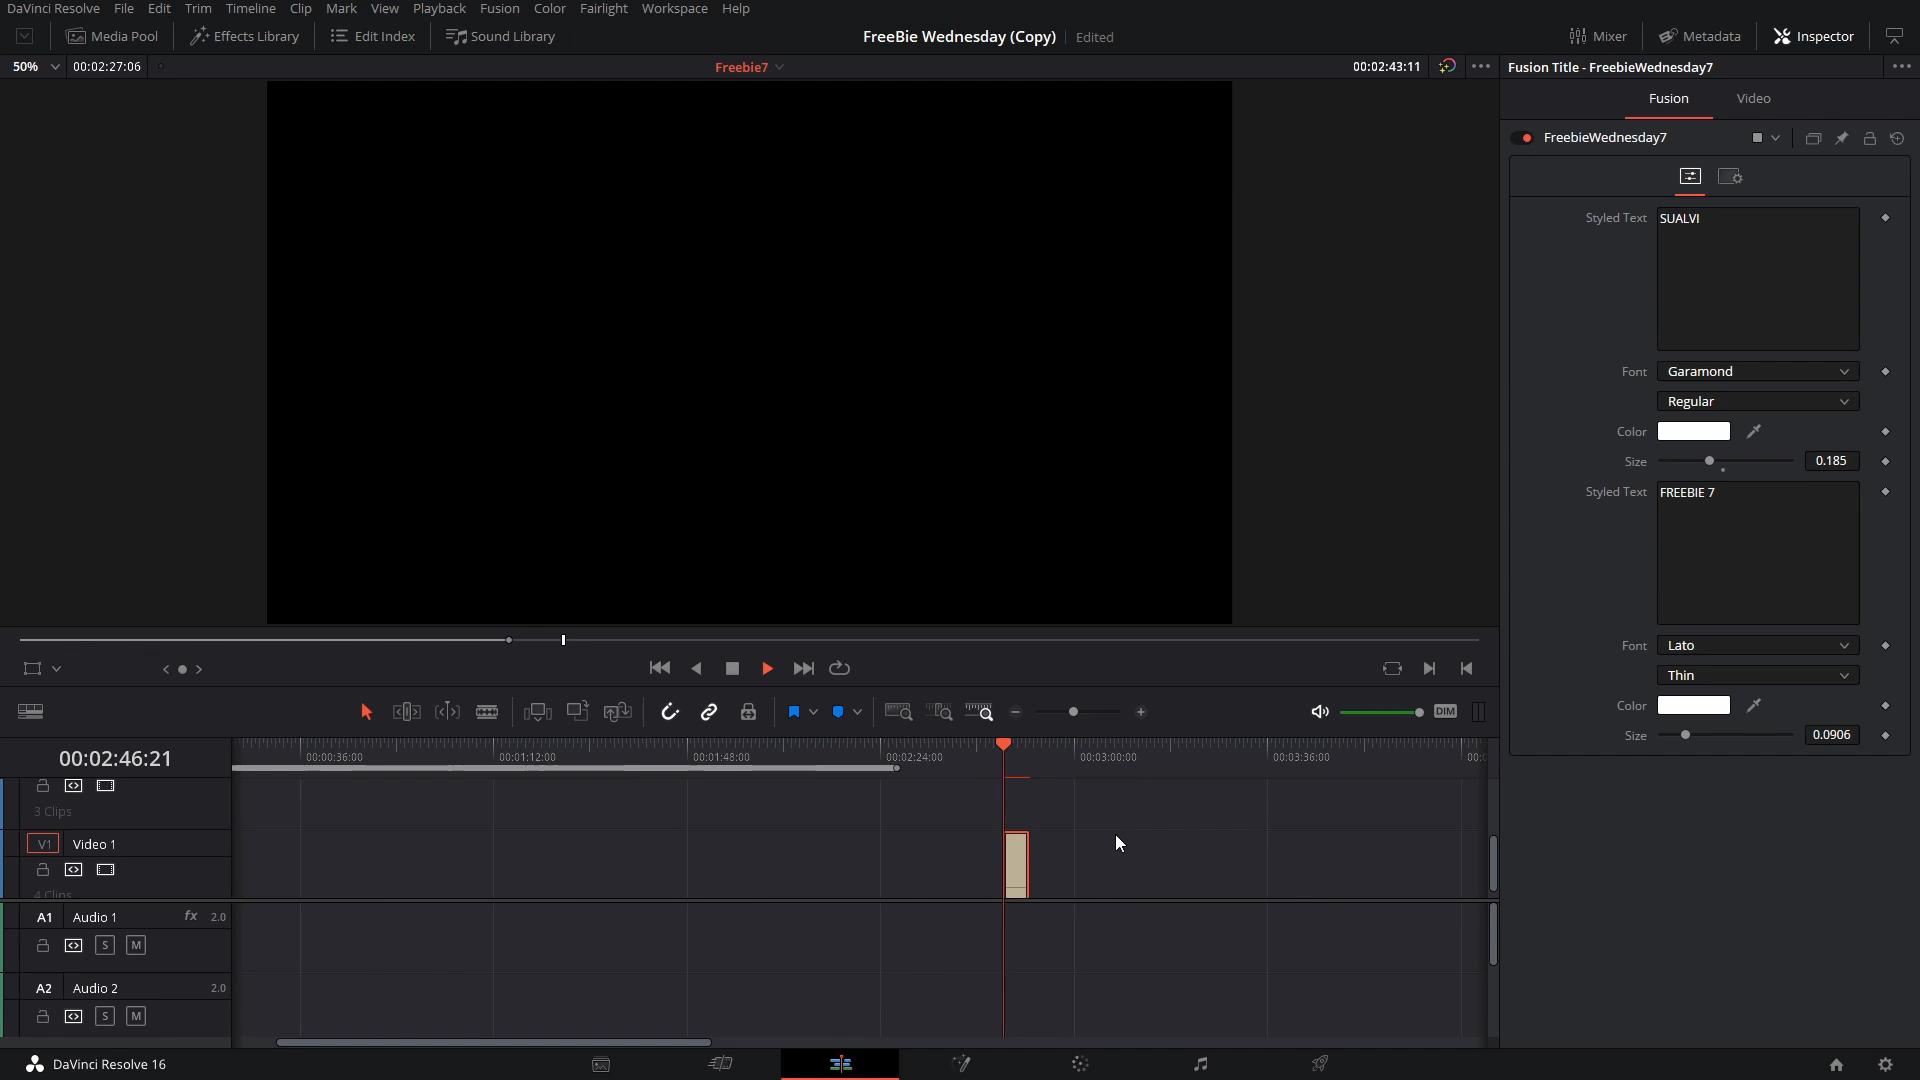 DaVinci Resolve File Edit Trim Timeline Clip Mark View Playback Fusion Color Fairlight Workspace Help
Media Pool Effects Library Edit Index Sound Library FreeBie Wednesday (Copy) Edited Mixer Metadata Inspector
50% 00:02:27:06 Freebie7 00:02:43:11 Fusion Title - FreebieWednesday7
Fusion Video
FreebieWednesday7
Styled Text SUALVI
Font Garamond
Regular
Color
Size 0.185
Styled Text FREEBIE 7
Font Lato
Thin
Color
Size 0.0906
DIM
00:02:46:21
00:00:36:00 00:01:12:00 00:01:48:00 00:02:24:00 00:03:00:00 00:03:36:00 00:0
3 Clips
V1 Video 1
4 Clips
A1 Audio 1 fx 2.0
S M
A2 Audio 2 2.0
S M
DaVinci Resolve 16